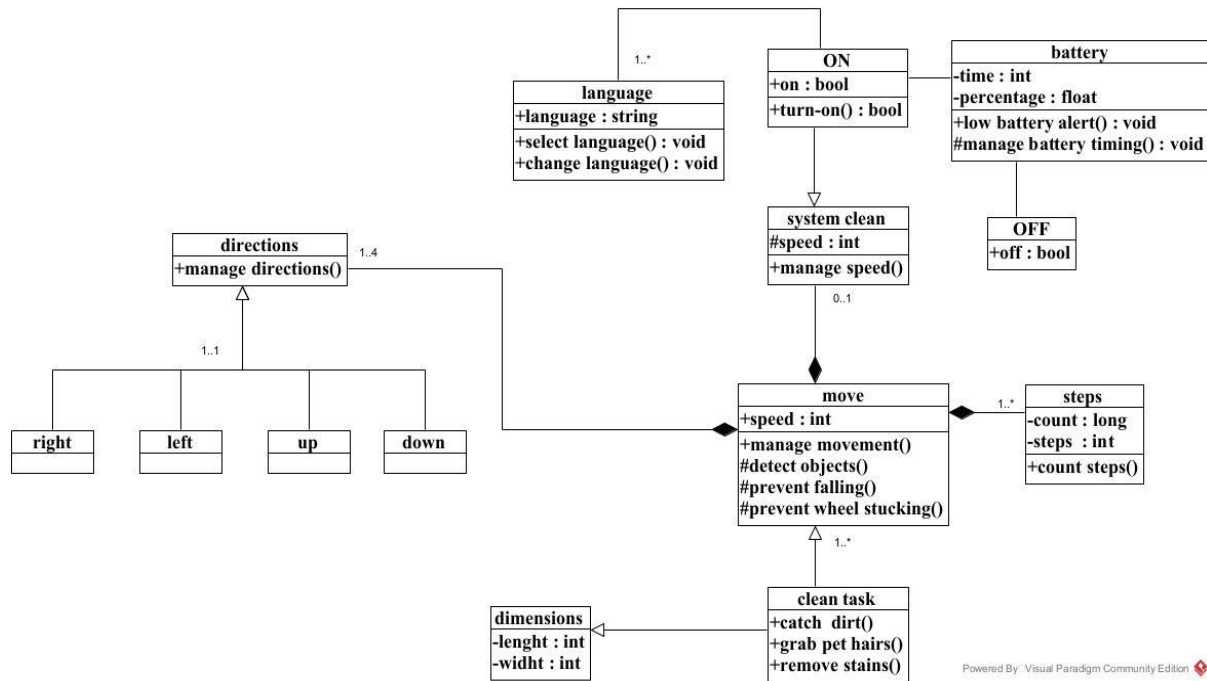 ON
+on : bool
+turn-on() : bool
battery
-time : int
-percentage : float
+low battery alert() : void
#manage battery timing() : void
1..*
language
+language : string
+select language() : void
+change language() : void
system clean
#speed : int
+manage speed()
0..1
OFF
+off : bool
directions
+manage directions()
1..4
1..1
right
left
up
down
move
+speed : int
+manage movement()
#detect objects()
#prevent falling()
#prevent wheel stucking()
1..*
steps
-count : long
-steps : int
+count steps()
1..*
clean task
+catch dirt()
+grab pet hairs()
+remove stains()
dimensions
-lenght : int
-widht : int
Powered By Visual Paradigm Community Edition